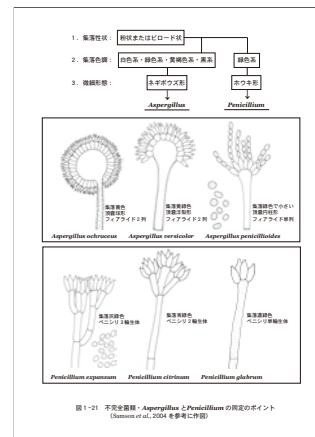 1．集落性状：粉状またはビロード状
2．集落色調：白色系・緑色系・黄褐色系・黒系 緑色系
3．微細形態：ネギボウズ形 ホウキ形
Aspergillus Penicillium
集落黄色
頂嚢球形
フィアライド2列
集落黄緑色
頂嚢洋梨形
フィアライド2列
集落緑色で小さい
頂嚢円柱形
フィアライド単列
Aspergillus ochraceus Aspergillus versicolor Aspergillus penicillioides
集落灰緑色
ペニシリ3輪生体
集落青緑色
ペニシリ2輪生体
集落濃緑色
ペニシリ単輪生体
Penicillium expansum Penicillium citrinum Penicillium glabrum
図1-21 不完全菌類・AspergillusとPenicilliumの同定のポイント
（Samson et al., 2004 を参考に作図）